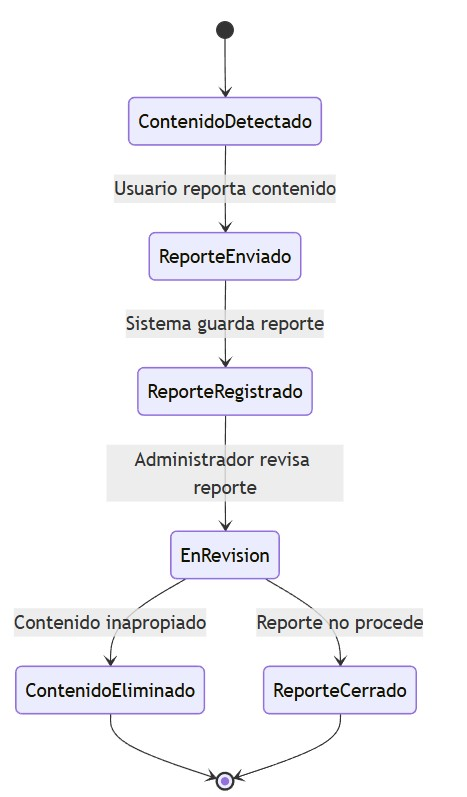 ContenidoDetectado
Usuario reporta contenido
ReporteEnviado
Sistema guarda reporte
ReporteRegistrado
Administrador revisa
reporte
EnRevision
Contenido inapropiado
Reporte no procede
ContenidoEliminado
ReporteCerrado